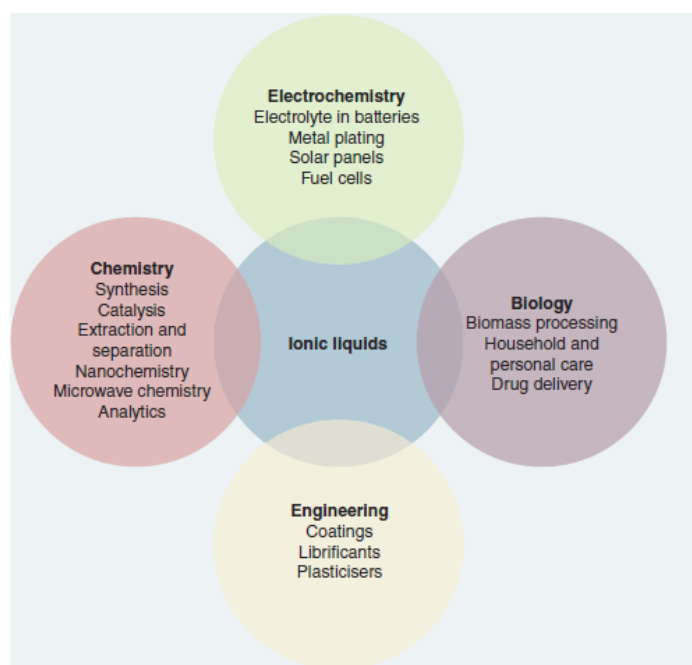 Electrochemistry
Electrolyte in batteries
Metal plating
Solar panels
Fuel cells
Chemistry
Synthesis
Catalysis
Extraction and
separation
Nanochemistry
Microwave chemistry
Analytics
Ionic liquids
Biology
Biomass processing
Household and
personal care
Drug delivery
Engineering
Coatings
Librificants
Plasticisers